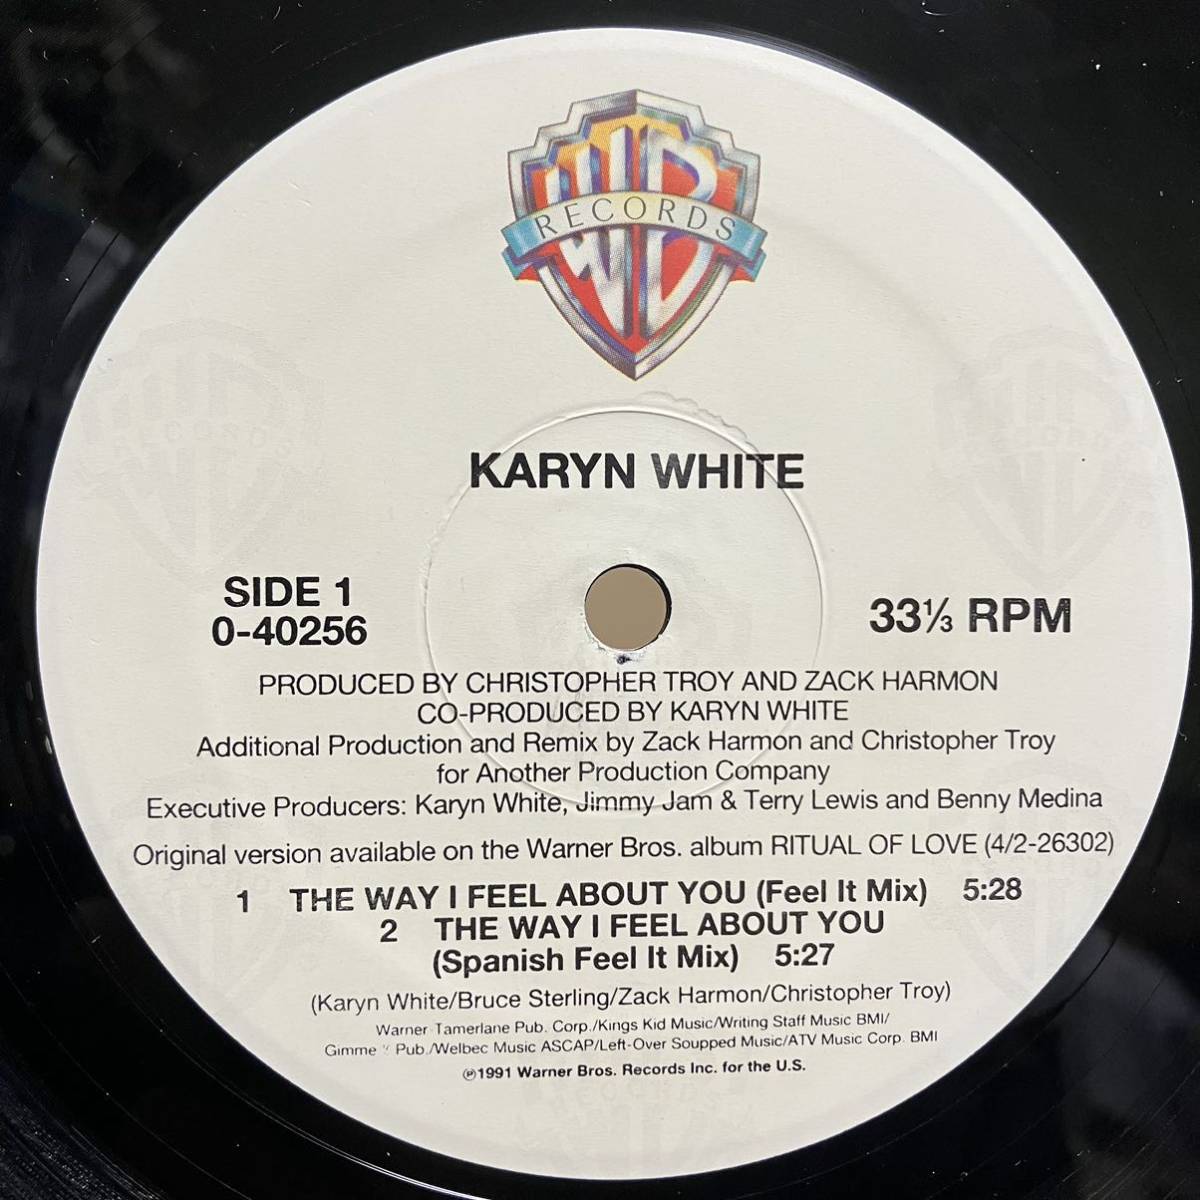 WB
RECORDS
KARYN WHITE
SIDE 1
0-40256
33⅓ RPM
PRODUCED BY CHRISTOPHER TROY AND ZACK HARMON
CO-PRODUCED BY KARYN WHITE
Additional Production and Remix by Zack Harmon and Christopher Troy
for Another Production Company
Executive Producers: Karyn White, Jimmy Jam & Terry Lewis and Benny Medina
Original version available on the Warner Bros. album RITUAL OF LOVE (4/2-26302)
1 THE WAY I FEEL ABOUT YOU (Feel It Mix) 5:28
2 THE WAY I FEEL ABOUT YOU
(Spanish Feel It Mix) 5:27
(Karyn White/Bruce Sterling/Zack Harmon/Christopher Troy)
Warner Tamerlane Pub. Corp./Kings Kid Music/Writing Staff Music BMI/
Gimme Pub./Welbec Music ASCAP/Left-Over Soupped Music/ATV Music Corp. BMI
℗1991 Warner Bros. Records Inc. for the U.S.